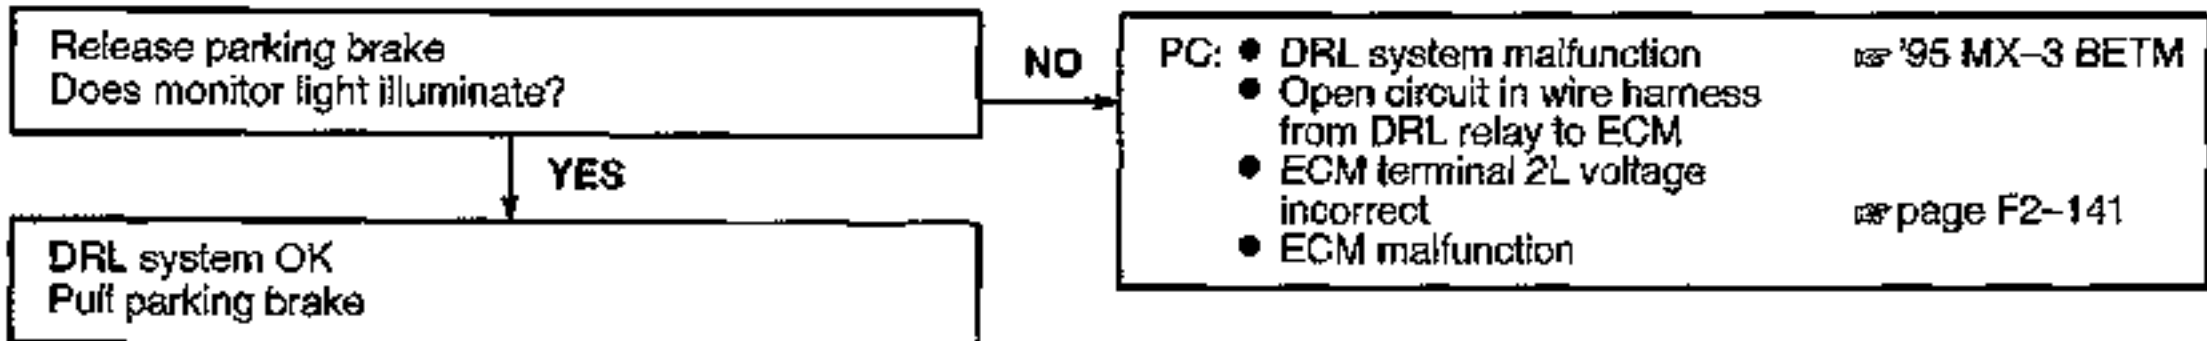 Release parking brake
Does monitor light illuminate?
NO
PC: ● DRL system malfunction ☞ '95 MX–3 BETM
● Open circuit in wire harness
from DRL relay to ECM
● ECM terminal 2L voltage
incorrect ☞ page F2–141
● ECM malfunction
YES
DRL system OK
Pull parking brake